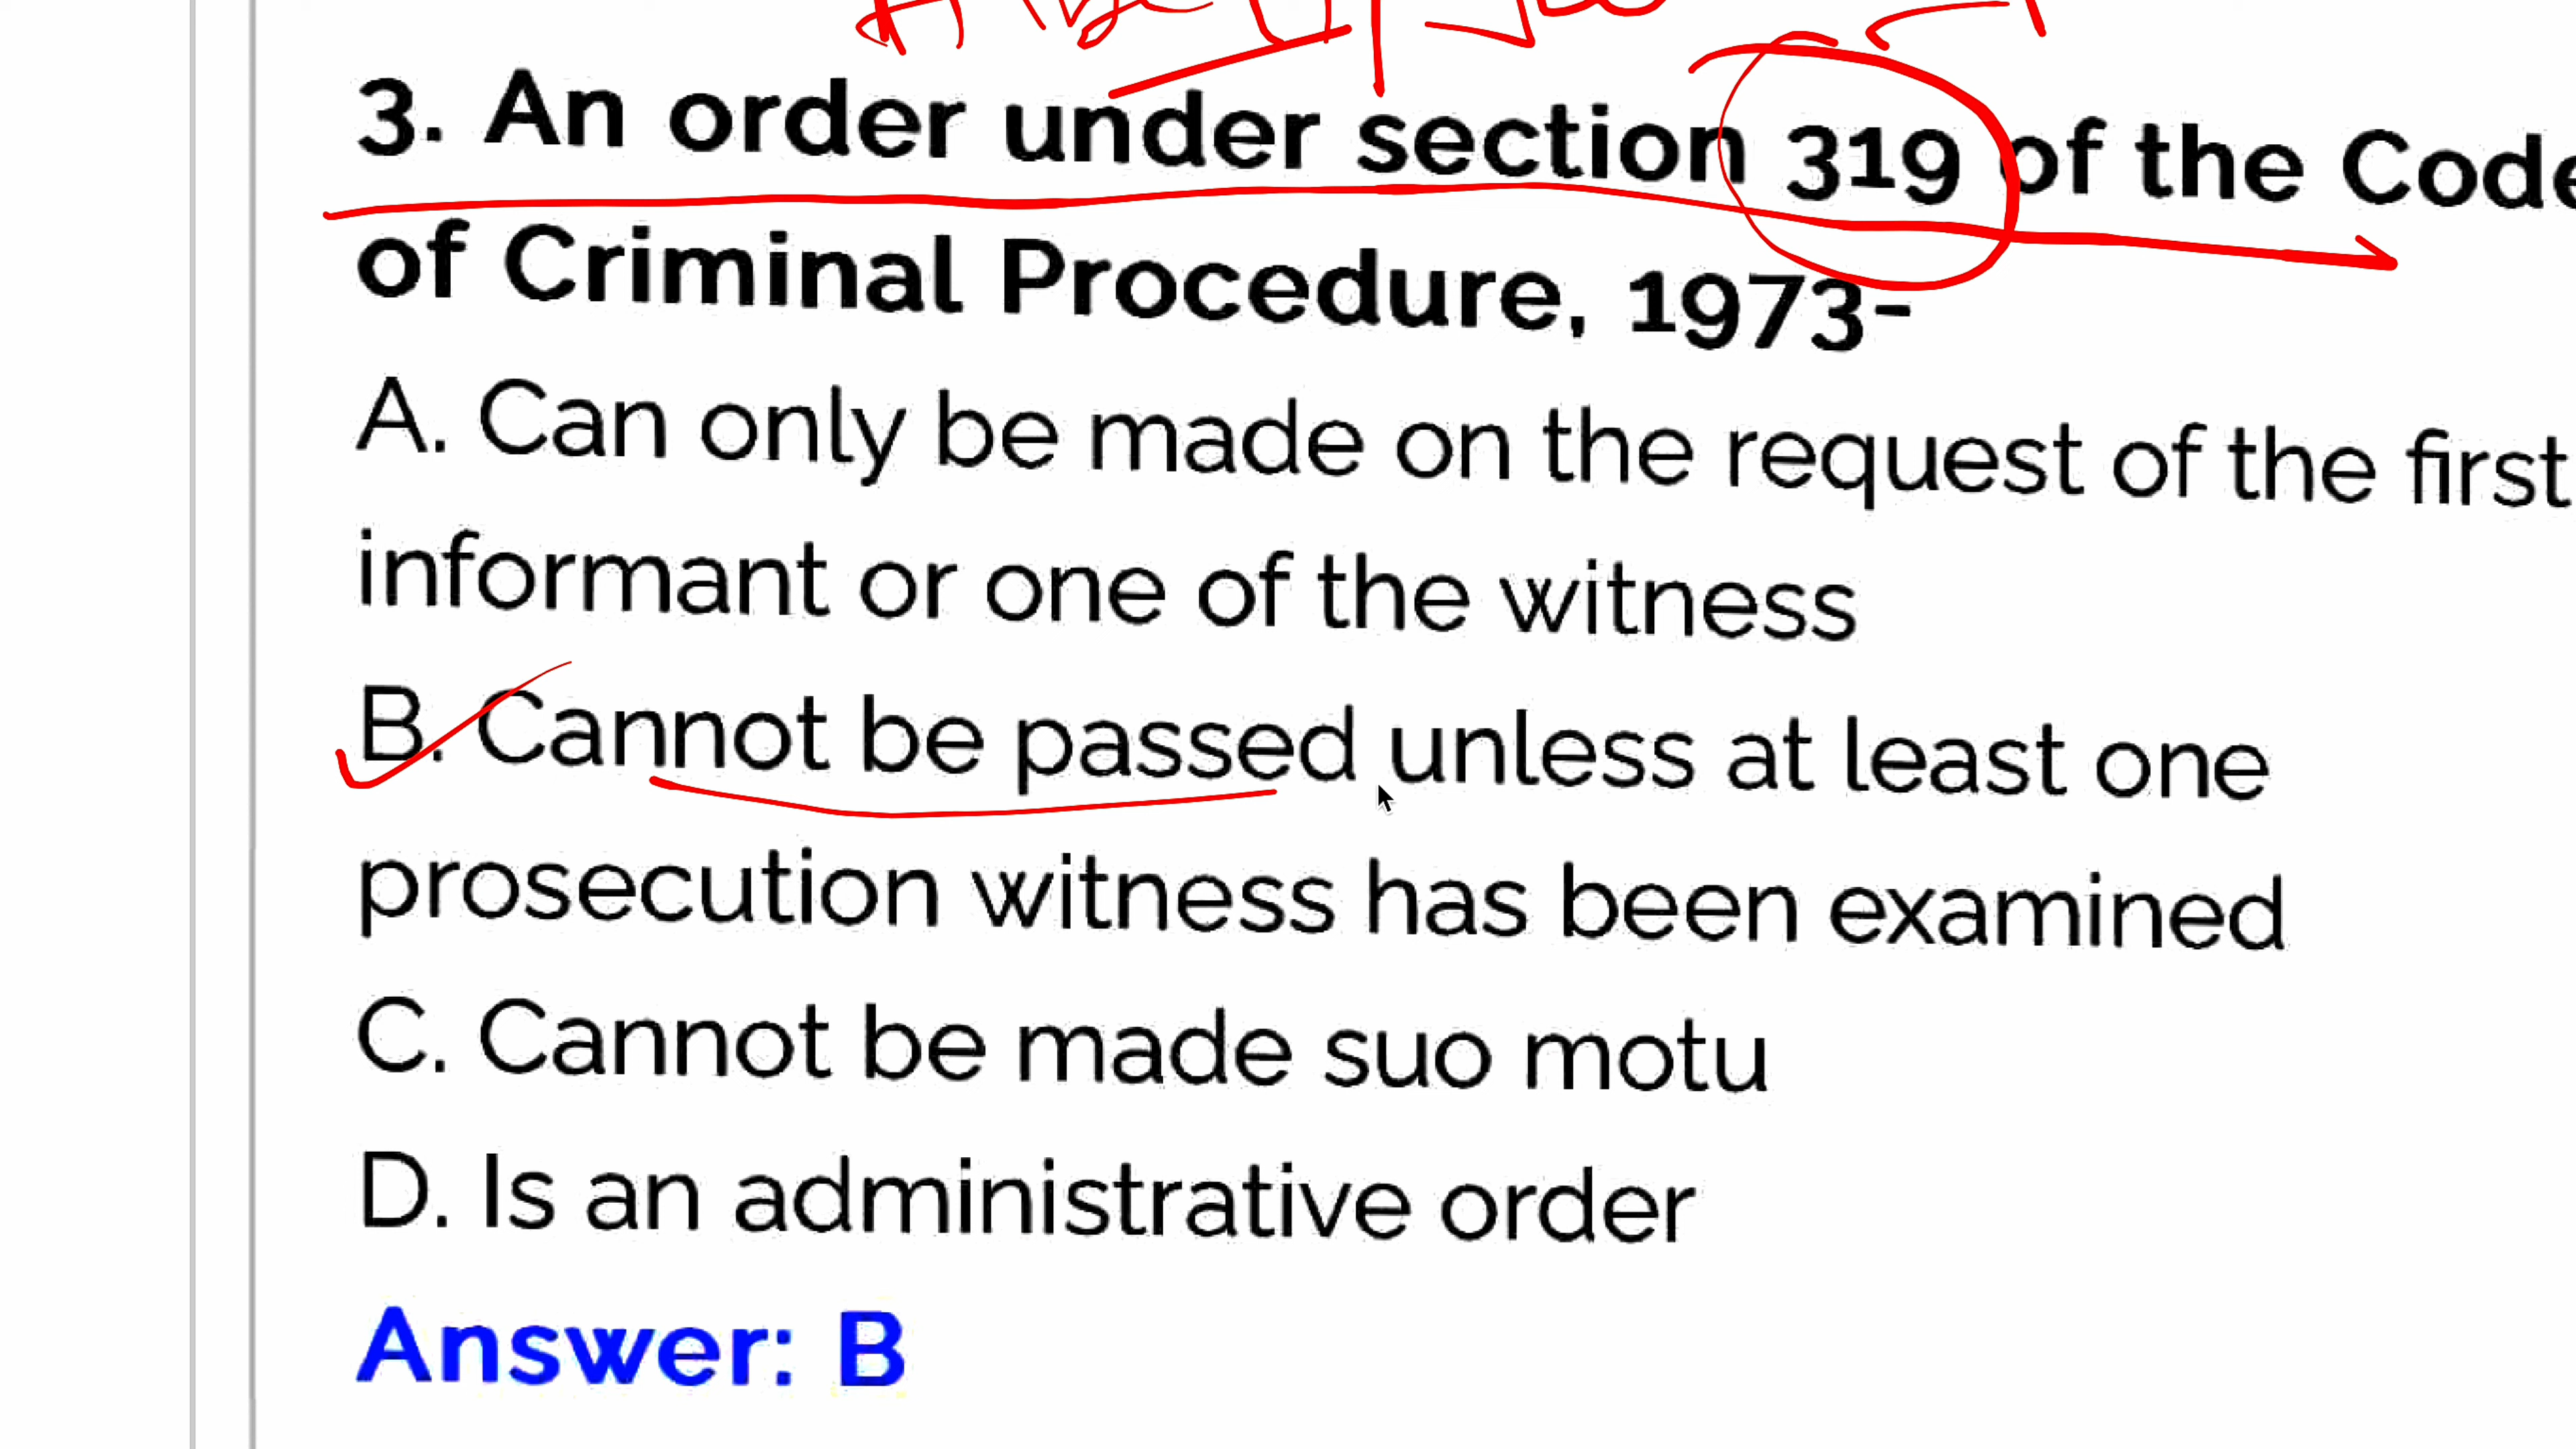 3. An order under section 319 of the Code
of Criminal Procedure, 1973-
A. Can only be made on the request of the first
informant or one of the witness
B. Cannot be passed unless at least one
prosecution witness has been examined
C. Cannot be made suo motu
D. Is an administrative order
Answer: B